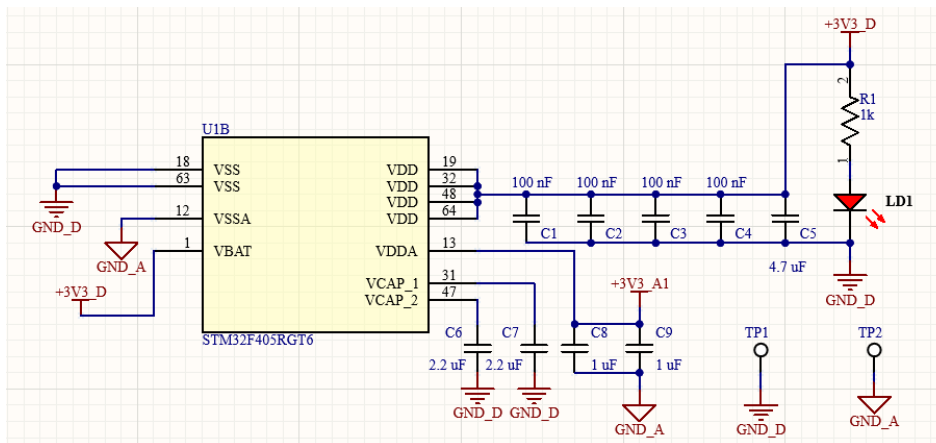 +3V3_D
2
R1
1k
1
LD1
U1B
18 VSS
63 VSS
12 VSSA
1 VBAT
VDD 19
VDD 32
VDD 48
VDD 64
VDDA 13
VCAP_1 31
VCAP_2 47
STM32F405RGT6
GND_D
GND_A
+3V3_D
100 nF 100 nF 100 nF 100 nF
C1 C2 C3 C4 C5
4.7 uF
GND_D
+3V3_A1
C6 C7 C8 C9
2.2 uF 2.2 uF 1 uF 1 uF
GND_D GND_D GND_A
TP1 TP2
GND_D GND_A